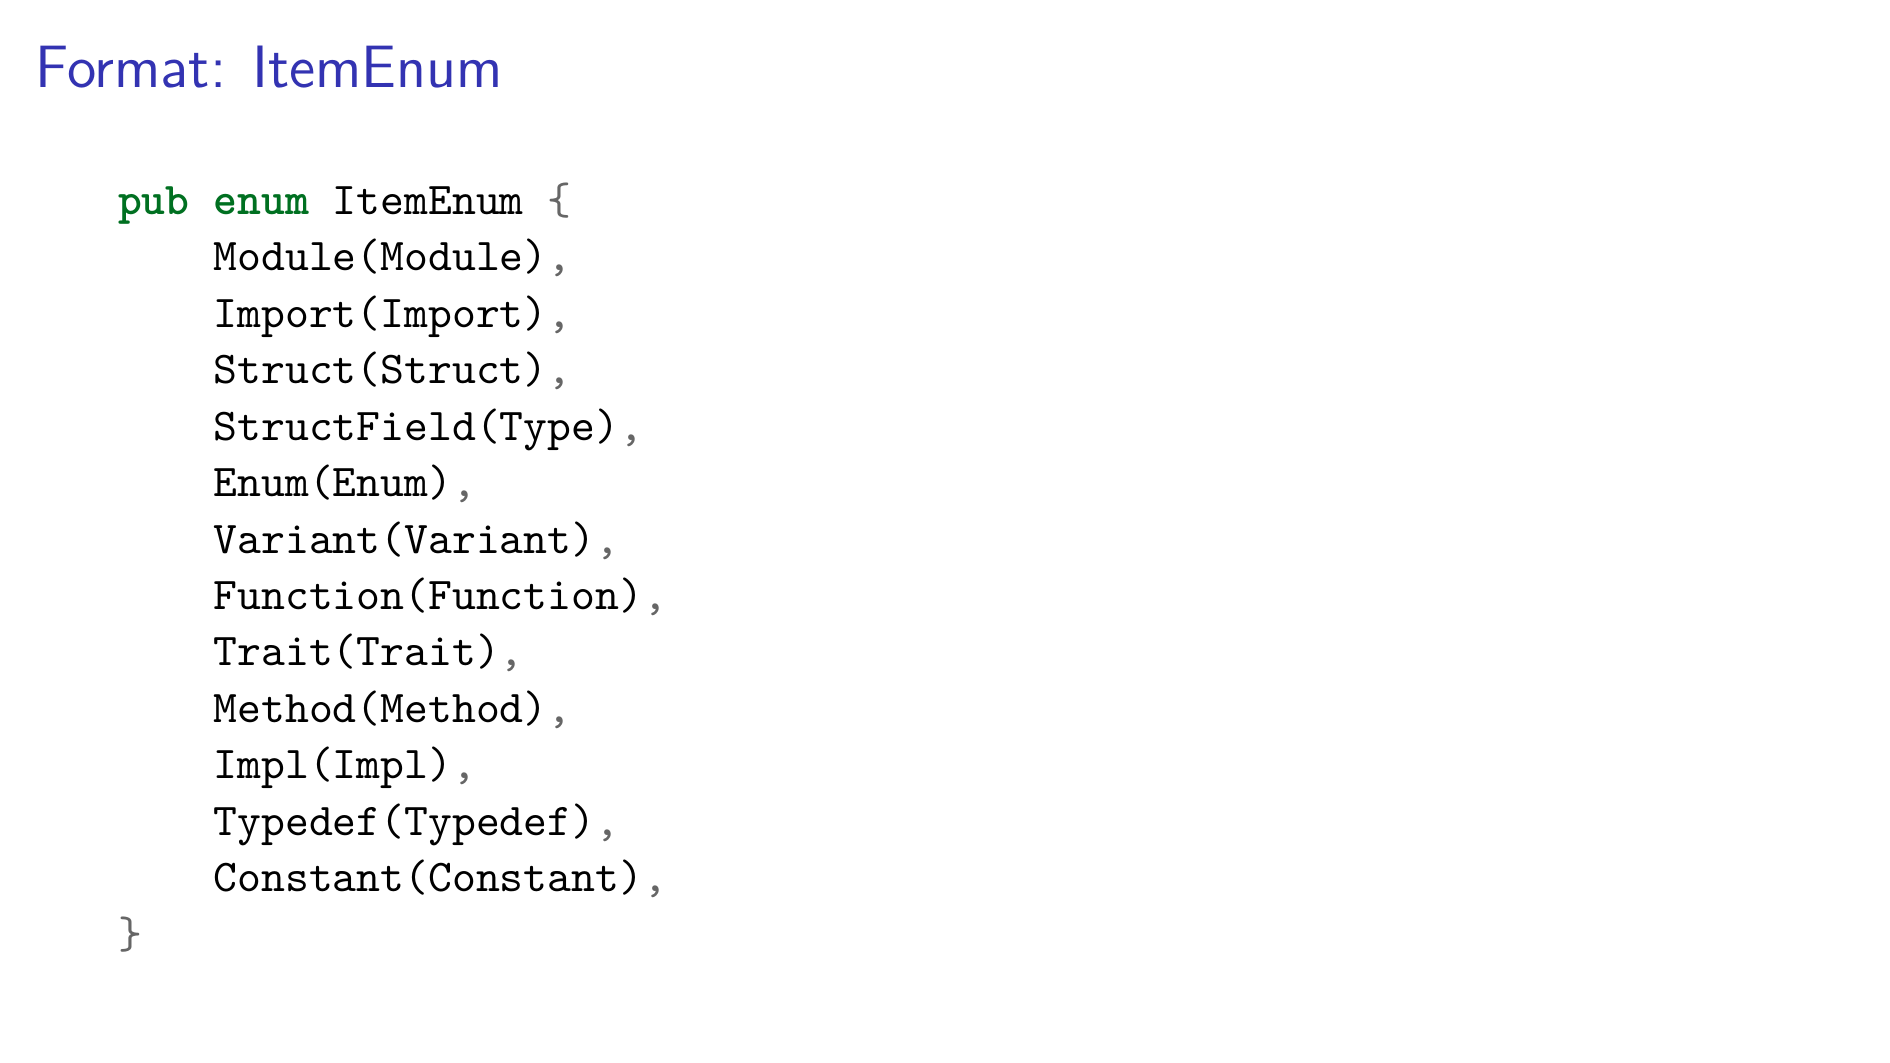 Format: ItemEnum
pub enum ItemEnum {
    Module(Module),
    Import(Import),
    Struct(Struct),
    StructField(Type),
    Enum(Enum),
    Variant(Variant),
    Function(Function),
    Trait(Trait),
    Method(Method),
    Impl(Impl),
    Typedef(Typedef),
    Constant(Constant),
}